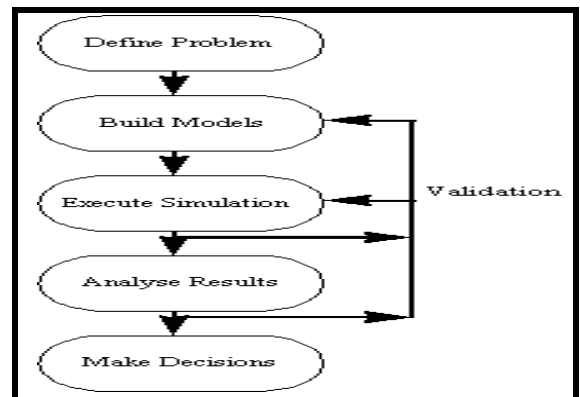 Define Problem
Build Models
Execute Simulation
Validation
Analyse Results
Make Decisions